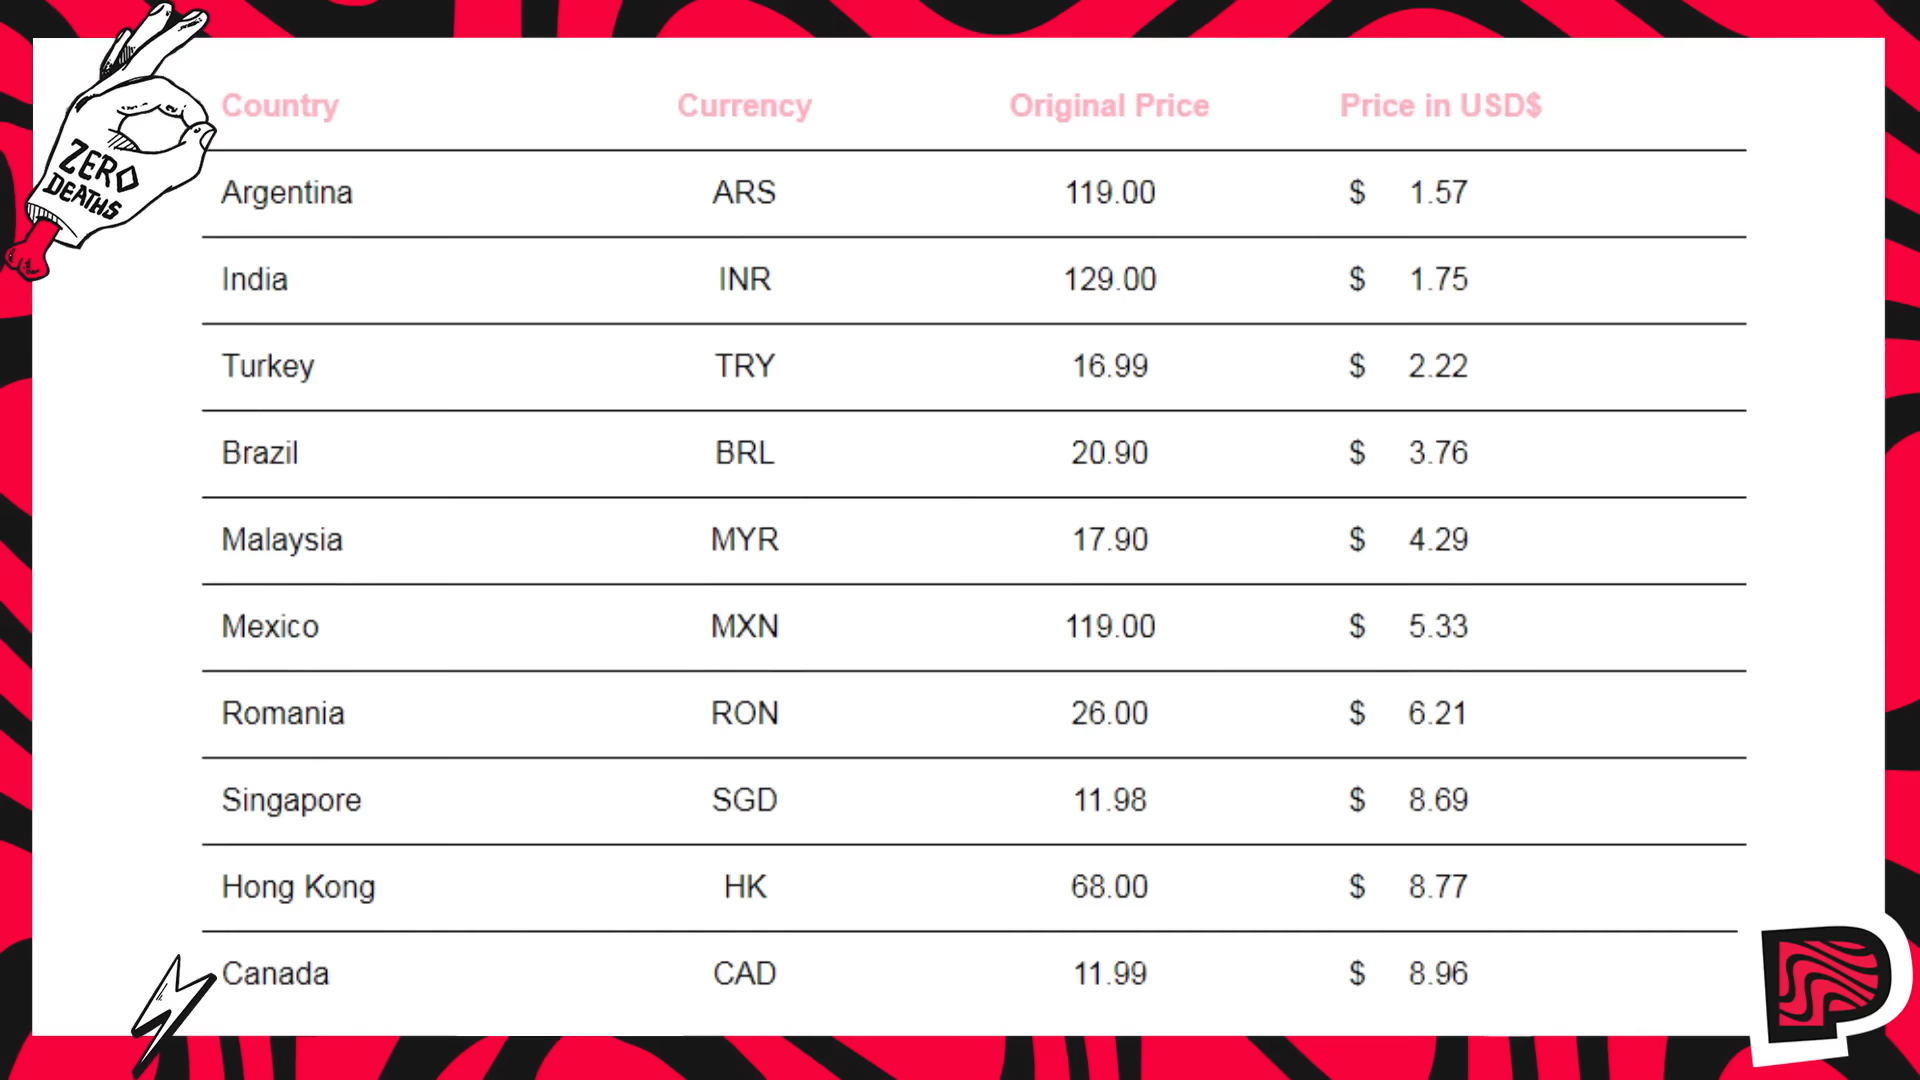 ZERO
DEATHS
Country Currency Original Price Price in USD$
Argentina ARS 119.00 $ 1.57
India INR 129.00 $ 1.75
Turkey TRY 16.99 $ 2.22
Brazil BRL 20.90 $ 3.76
Malaysia MYR 17.90 $ 4.29
Mexico MXN 119.00 $ 5.33
Romania RON 26.00 $ 6.21
Singapore SGD 11.98 $ 8.69
Hong Kong HK 68.00 $ 8.77
Canada CAD 11.99 $ 8.96
P